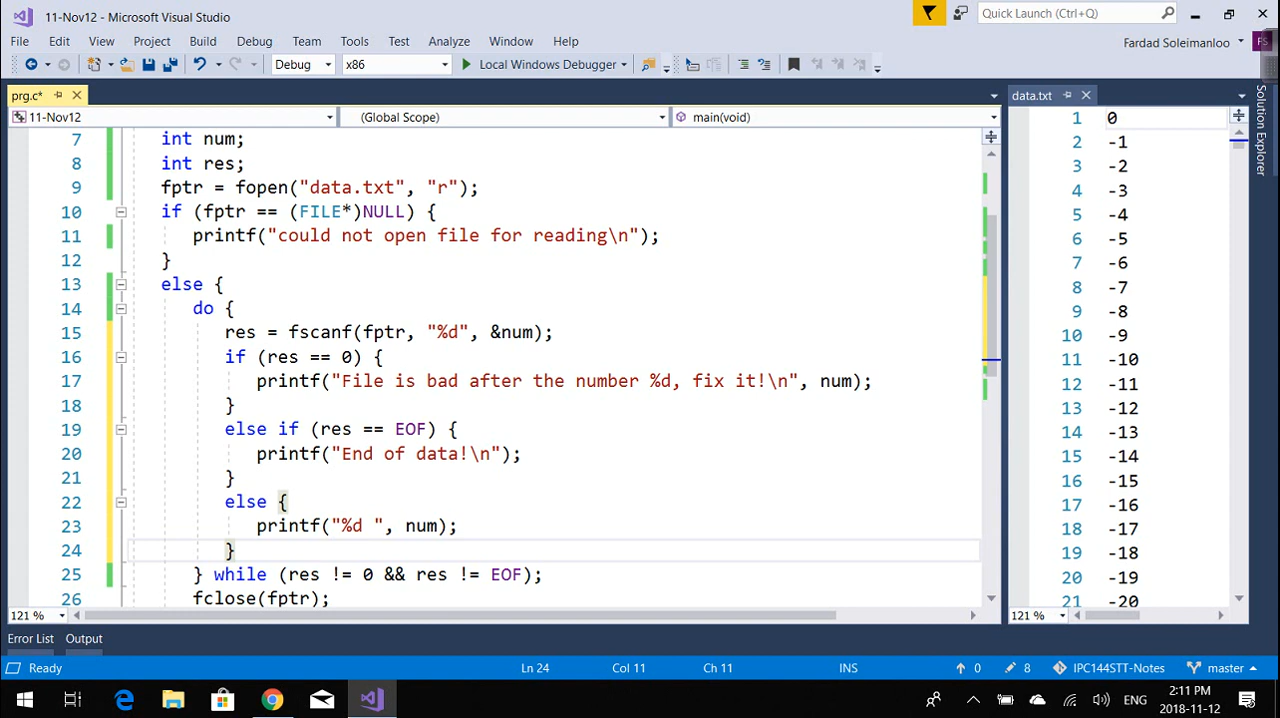 11-Nov12 - Microsoft Visual Studio
Quick Launch (Ctrl+Q)
File Edit View Project Build Debug Team Tools Test Analyze Window Help
Fardad Soleimanloo FS
Debug x86 Local Windows Debugger
prg.c*
data.txt
11-Nov12 (Global Scope) main(void)
Solution Explorer
7 int num;
8 int res;
9 fptr = fopen("data.txt", "r");
10 if (fptr == (FILE*)NULL) {
11 printf("could not open file for reading\n");
12 }
13 else {
14 do {
15 res = fscanf(fptr, "%d", &num);
16 if (res == 0) {
17 printf("File is bad after the number %d, fix it!\n", num);
18 }
19 else if (res == EOF) {
20 printf("End of data!\n");
21 }
22 else {
23 printf("%d ", num);
24 }
25 } while (res != 0 && res != EOF);
26 fclose(fptr);
1 0
2 -1
3 -2
4 -3
5 -4
6 -5
7 -6
8 -7
9 -8
10 -9
11 -10
12 -11
13 -12
14 -13
15 -14
16 -15
17 -16
18 -17
19 -18
20 -19
21 -20
121 %
121 %
Error List Output
Ready Ln 24 Col 11 Ch 11 INS 0 8 IPC144STT-Notes master
ENG
2:11 PM
2018-11-12